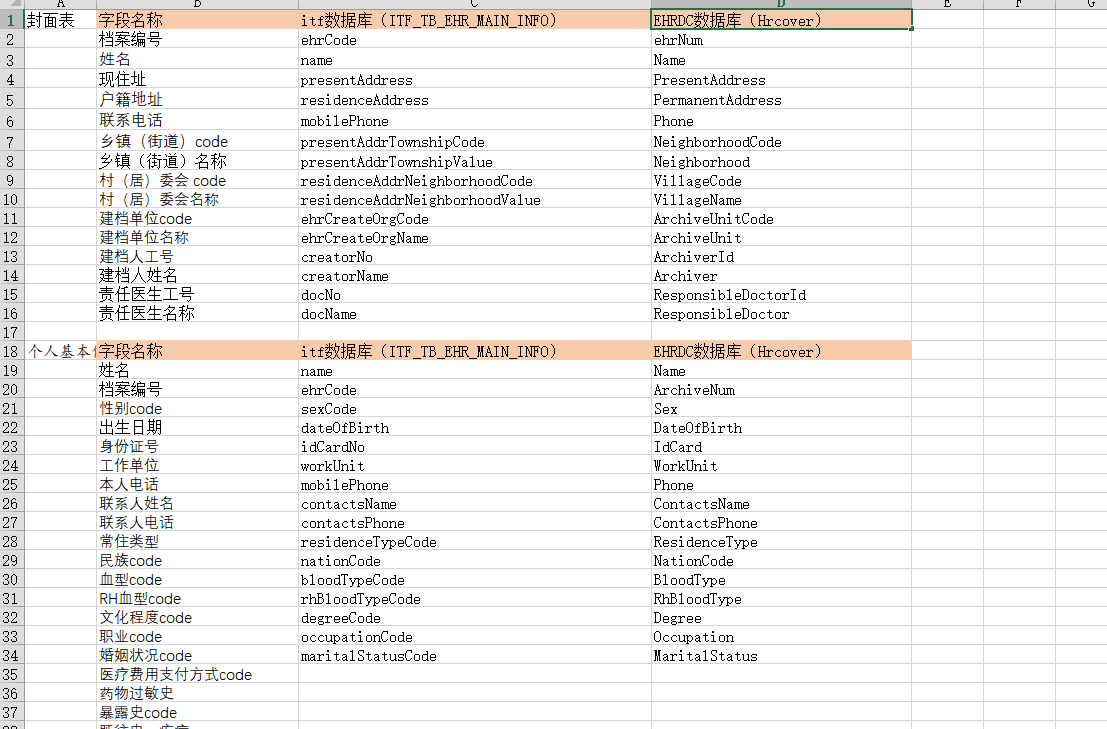 A B C D E F G
1 封面表 字段名称 itf数据库（ITF_TB_EHR_MAIN_INFO） EHRDC数据库（Hrcover）
2 档案编号 ehrCode ehrNum
3 姓名 name Name
4 现住址 presentAddress PresentAddress
5 户籍地址 residenceAddress PermanentAddress
6 联系电话 mobilePhone Phone
7 乡镇（街道）code presentAddrTownshipCode NeighborhoodCode
8 乡镇（街道）名称 presentAddrTownshipValue Neighborhood
9 村（居）委会 code residenceAddrNeighborhoodCode VillageCode
10 村（居）委会名称 residenceAddrNeighborhoodValue VillageName
11 建档单位code ehrCreateOrgCode ArchiveUnitCode
12 建档单位名称 ehrCreateOrgName ArchiveUnit
13 建档人工号 creatorNo ArchiverId
14 建档人姓名 creatorName Archiver
15 责任医生工号 docNo ResponsibleDoctorId
16 责任医生名称 docName ResponsibleDoctor
17
18 个人基本 字段名称 itf数据库（ITF_TB_EHR_MAIN_INFO） EHRDC数据库（Hrcover）
19 姓名 name Name
20 档案编号 ehrCode ArchiveNum
21 性别code sexCode Sex
22 出生日期 dateOfBirth DateOfBirth
23 身份证号 idCardNo IdCard
24 工作单位 workUnit WorkUnit
25 本人电话 mobilePhone Phone
26 联系人姓名 contactsName ContactsName
27 联系人电话 contactsPhone ContactsPhone
28 常住类型 residenceTypeCode ResidenceType
29 民族code nationCode NationCode
30 血型code bloodTypeCode BloodType
31 RH血型code rhBloodTypeCode RhBloodType
32 文化程度code degreeCode Degree
33 职业code occupationCode Occupation
34 婚姻状况code maritalStatusCode MaritalStatus
35 医疗费用支付方式code
36 药物过敏史
37 暴露史code